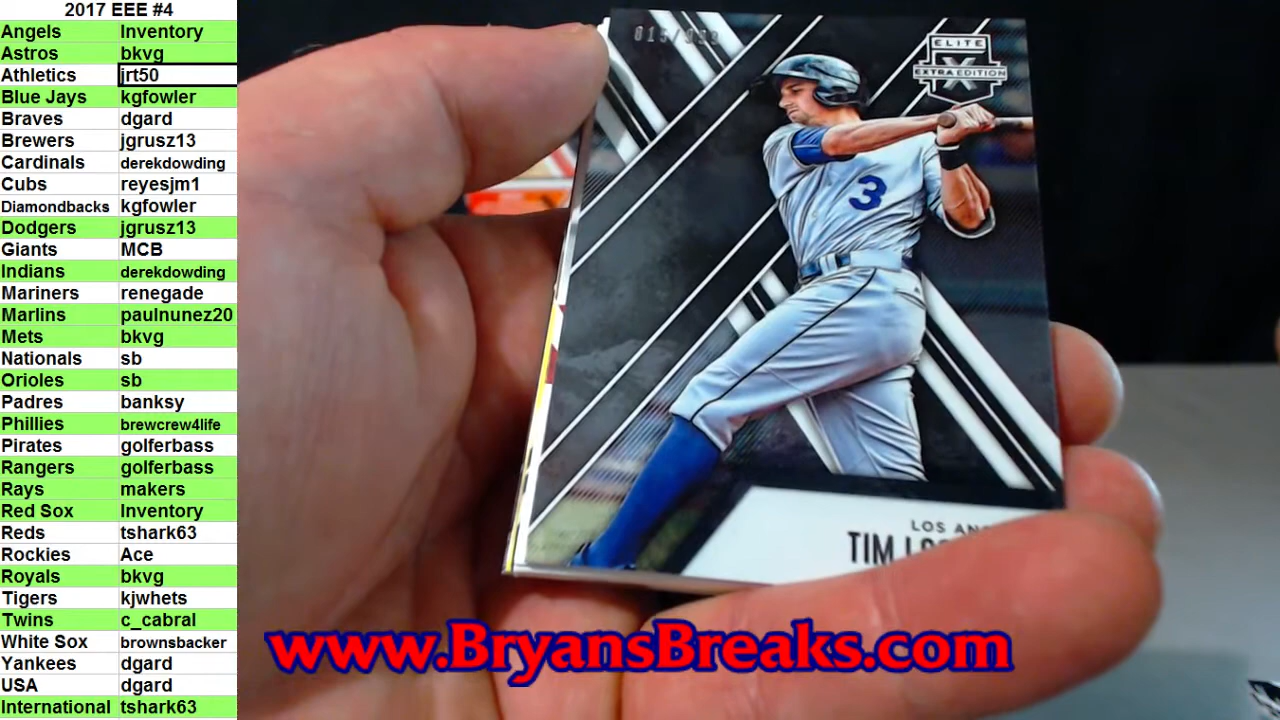 2017 EEE #4
Angels Inventory
Astros bkvg
Athletics jrt50
Blue Jays kgfowler
Braves dgard
Brewers jgrusz13
Cardinals derekdowding
Cubs reyesjm1
Diamondbacks kgfowler
Dodgers jgrusz13
Giants MCB
Indians derekdowding
Mariners renegade
Marlins paulnunez20
Mets bkvg
Nationals sb
Orioles sb
Padres banksy
Phillies brewcrew4life
Pirates golferbass
Rangers golferbass
Rays makers
Red Sox Inventory
Reds tshark63
Rockies Ace
Royals bkvg
Tigers kjwhets
Twins c_cabral
White Sox brownsbacker
Yankees dgard
USA dgard
International tshark63
ELITE
X
EXTRA EDITION
3
LOS
TIM
www.BryansBreaks.com